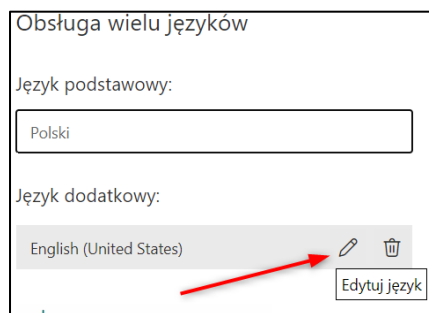 Obsługa wielu języków
Język podstawowy:
Polski
Język dodatkowy:
English (United States)
Edytuj język